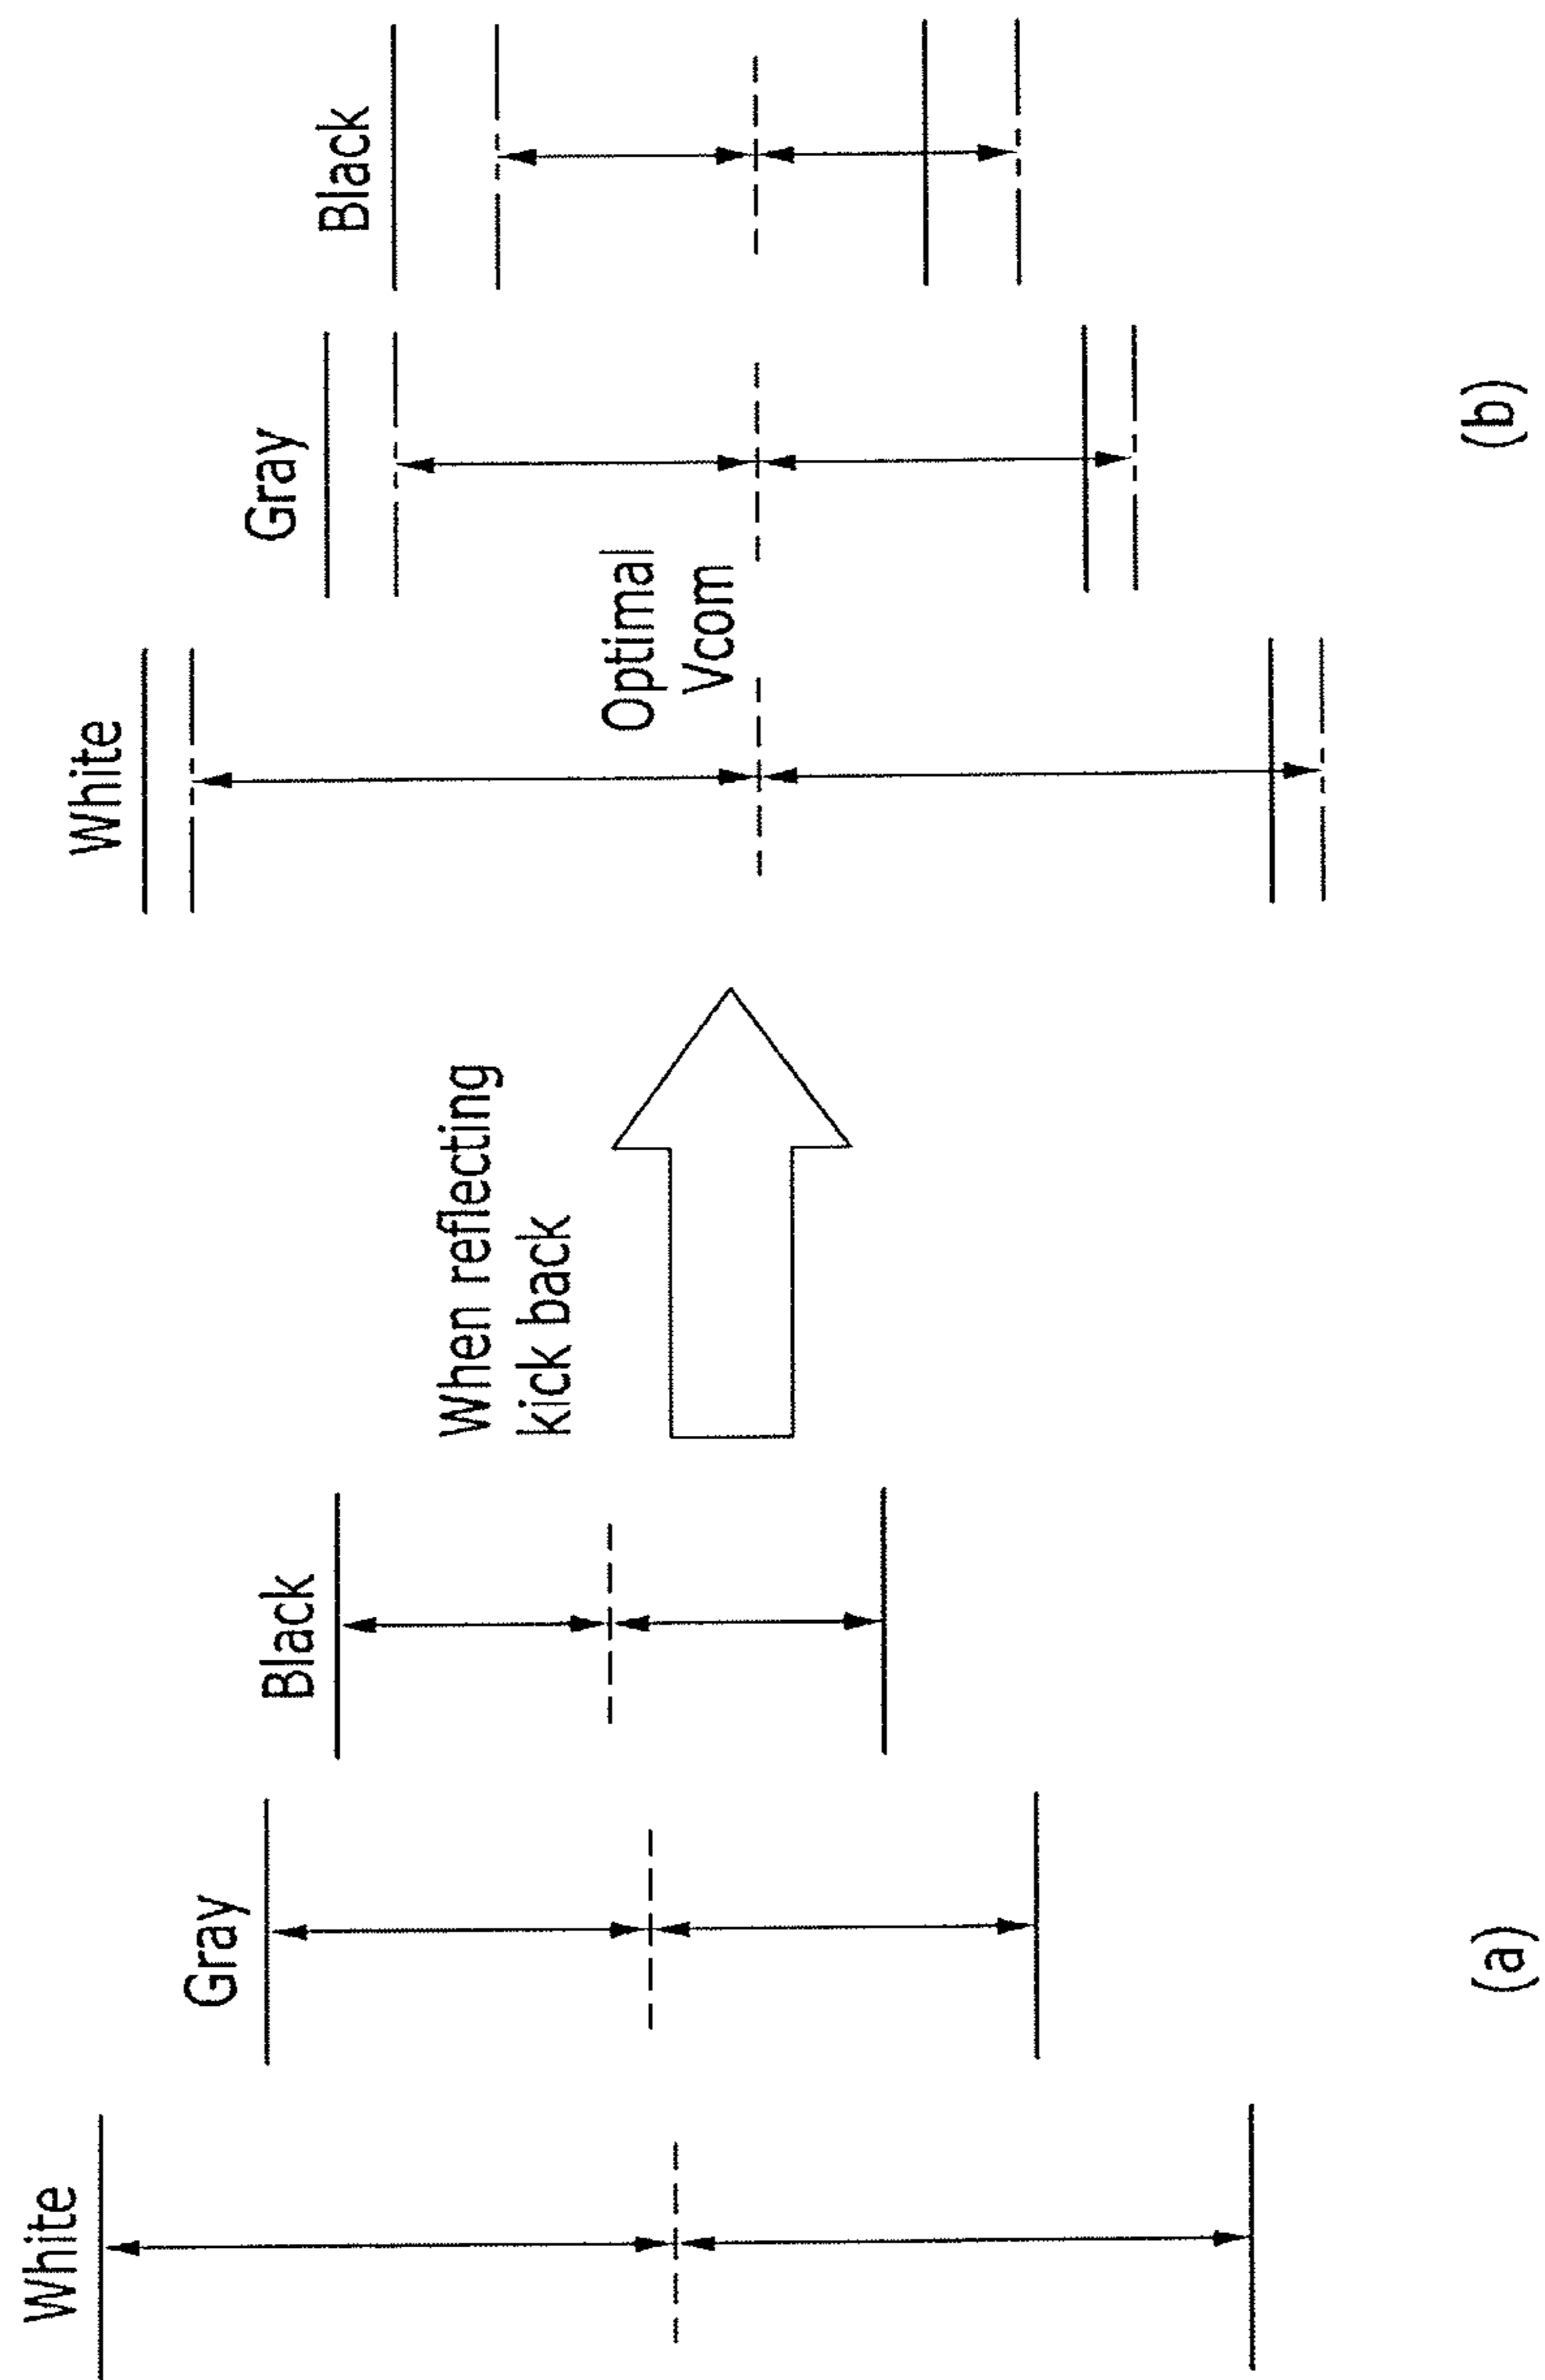 White
Gray
Black
(a)
When reflecting
kick back
White
Gray
Black
Optimal
Vcom
(b)